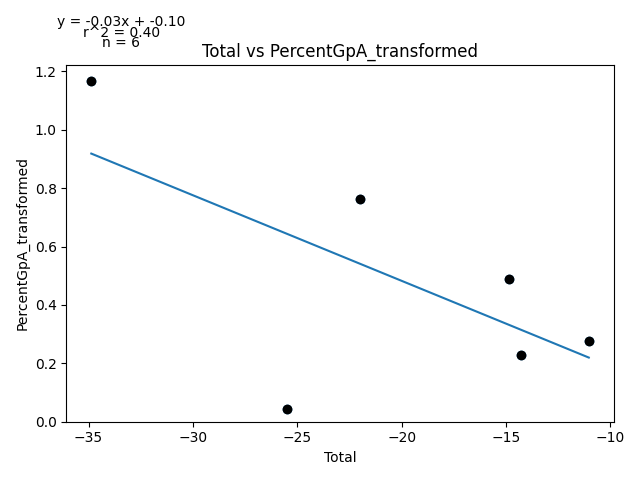 y = -0.03x + -0.10
r^2 = 0.40
n = 6
Total vs PercentGpA_transformed
1.2
1.0
0.8
0.6
0.4
0.2
0.0
PercentGpA_transformed
−35
−30
−25
−20
−15
−10
Total